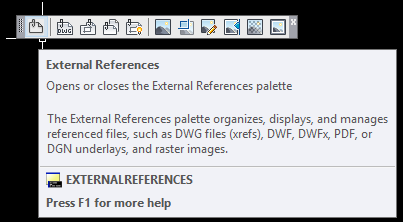 DWG
External References
Opens or closes the External References palette
The External References palette organizes, displays, and manages
referenced files, such as DWG files (xrefs), DWF, DWFx, PDF, or
DGN underlays, and raster images.
EXTERNALREFERENCES
Press F1 for more help